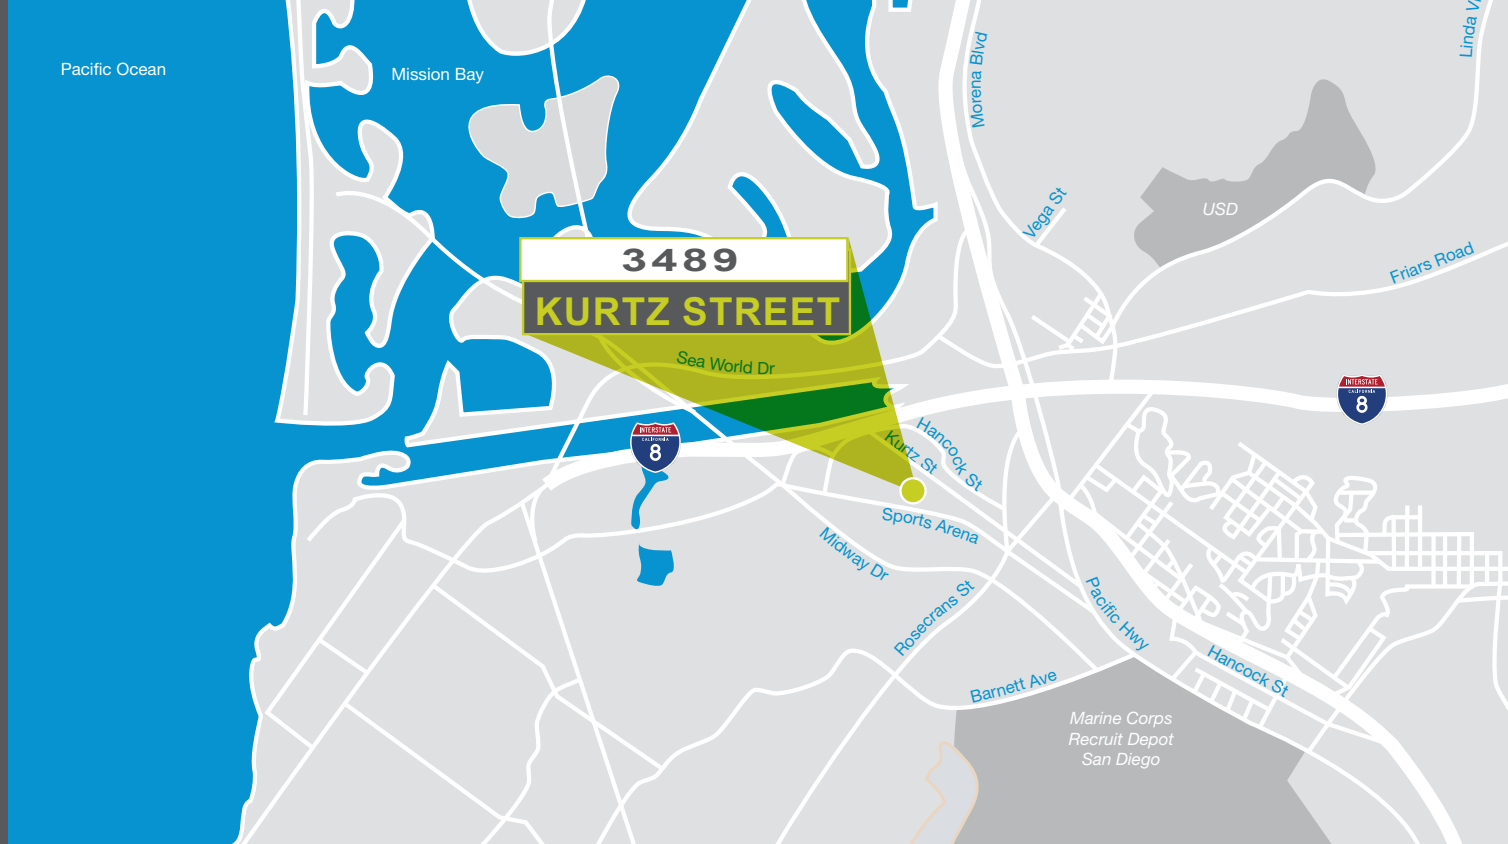 Linda V
Morena Blvd
Pacific Ocean
Mission Bay
Vega St
USD
Friars Road
3489
KURTZ STREET
Sea World Dr
INTERSTATE
CALIFORNIA
8
INTERSTATE
CALIFORNIA
8
Hancock St
Kurtz St
Sports Arena
Midway Dr
Rosecrans St
Pacific Hwy
Hancock St
Barnett Ave
Marine Corps
Recruit Depot
San Diego